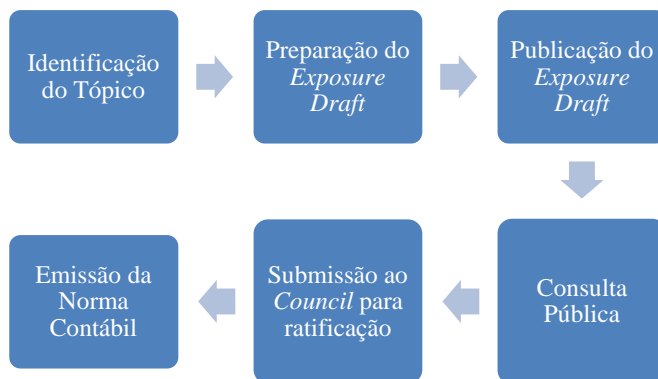 Identificação
do Tópico
Preparação do
Exposure
Draft
Publicação do
Exposure
Draft
Consulta
Pública
Submissão ao
Council para
ratificação
Emissão da
Norma
Contábil